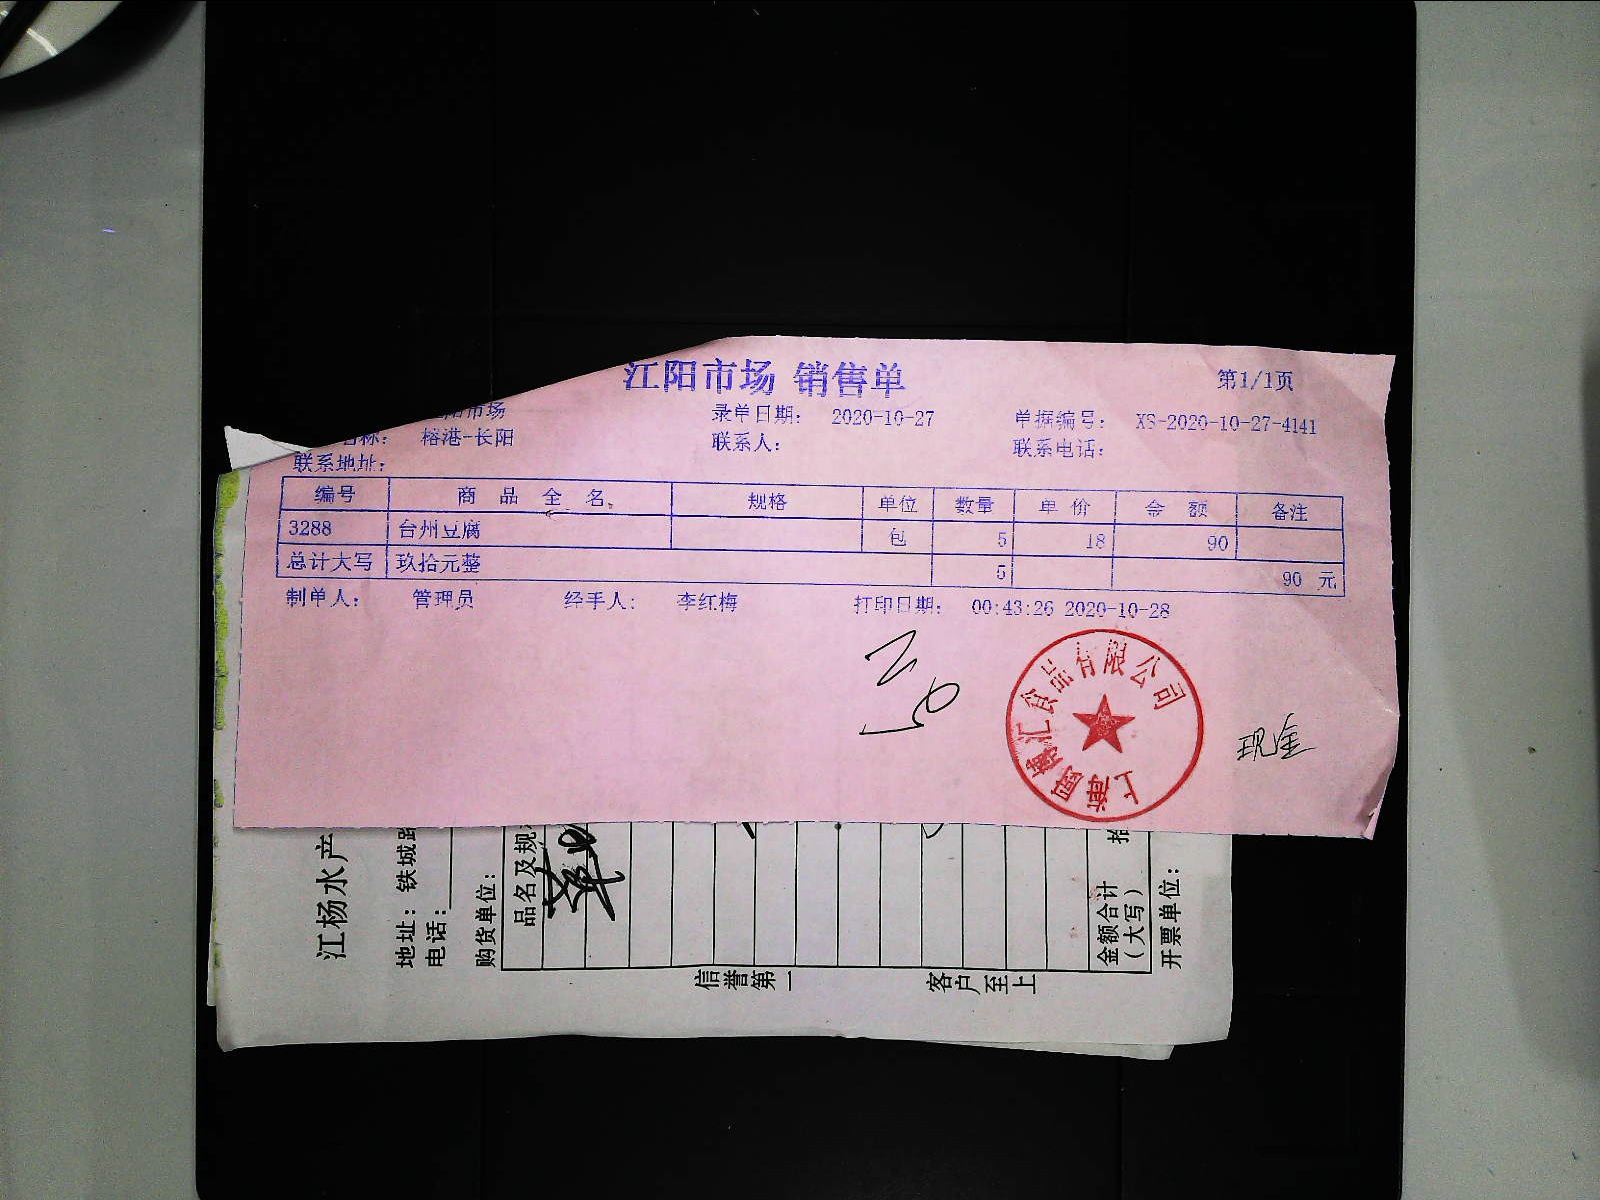 江阳市场 销售单
第1/1页
阳市场 录单日期： 2020-10-27 单据编号： XS-2020-10-27-4141
名称： 榕港-长阳 联系人： 联系电话：
联系地址：
编号 商品全名 规格 单位 数量 单价 金额 备注
3288 台州豆腐 包 5 18 90
总计大写 玖拾元整 5 90 元
制单人： 管理员 经手人： 李红梅 打印日期： 00:43:26 2020-10-28
食品有限公司
现金
江杨水产
地址：铁城路
电话：
购货单位：
品名及规
信誉第一 客户至上
金额合计
（大写）
开票单位：